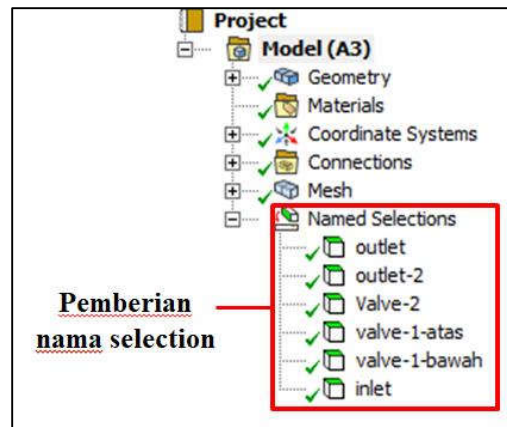 Project
Model (A3)
Geometry
Materials
Coordinate Systems
Connections
Mesh
Named Selections
outlet
outlet-2
Valve-2
valve-1-atas
valve-1-bawah
inlet
Pemberian
nama selection